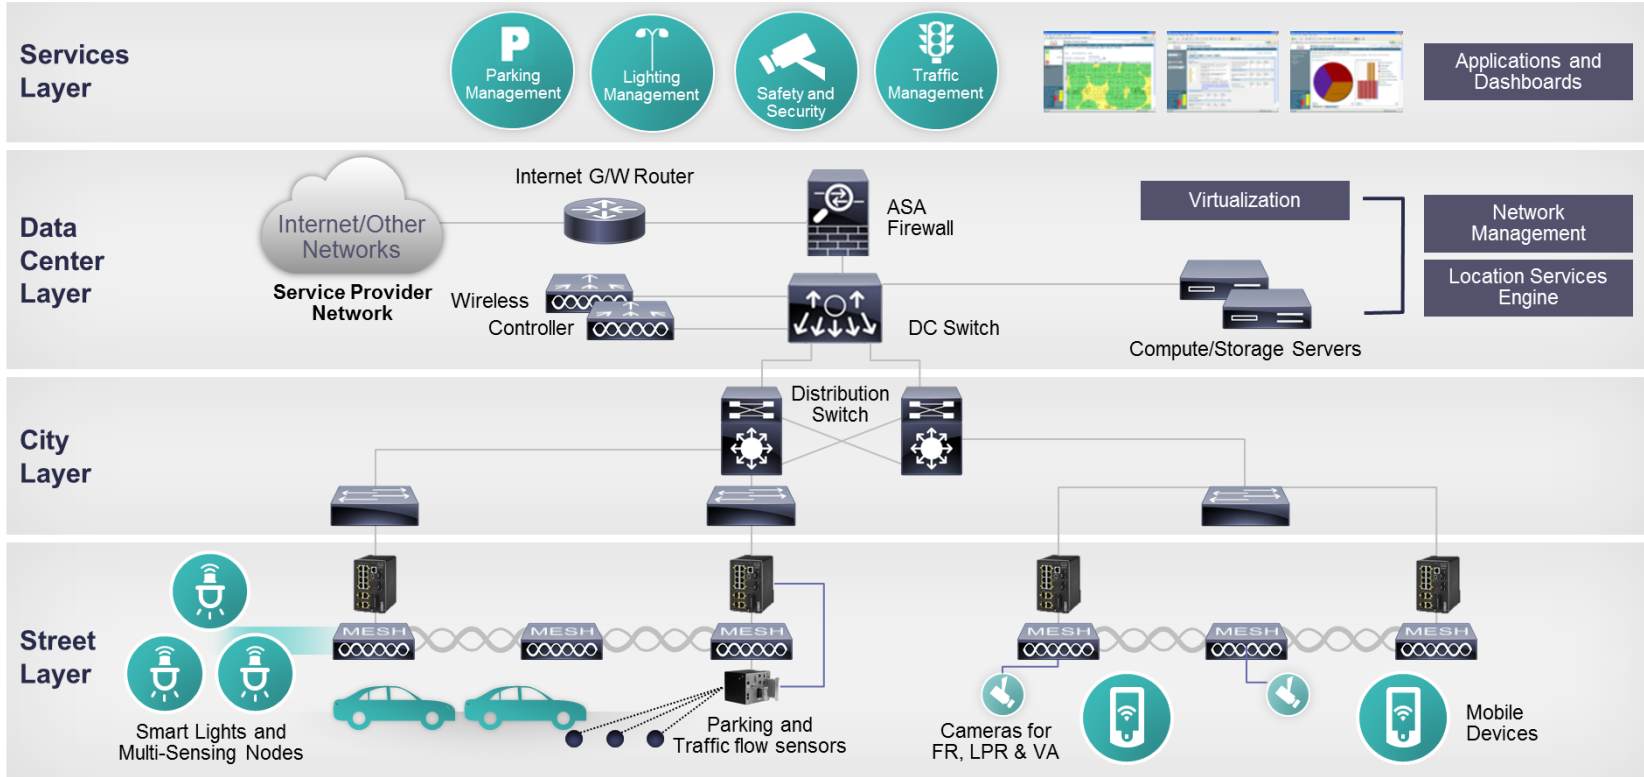 Services
Layer
P
Parking
Management
Lighting
Management
Safety and
Security
Traffic
Management
Applications and
Dashboards
Data
Center
Layer
Internet/Other
Networks
Service Provider
Network
Internet G/W Router
ASA
Firewall
Wireless
Controller
DC Switch
Virtualization
Compute/Storage Servers
Network
Management
Location Services
Engine
City
Layer
Distribution
Switch
Street
Layer
MESH
MESH
MESH
MESH
MESH
MESH
Smart Lights and
Multi-Sensing Nodes
Parking and
Traffic flow sensors
Cameras for
FR, LPR & VA
Mobile
Devices